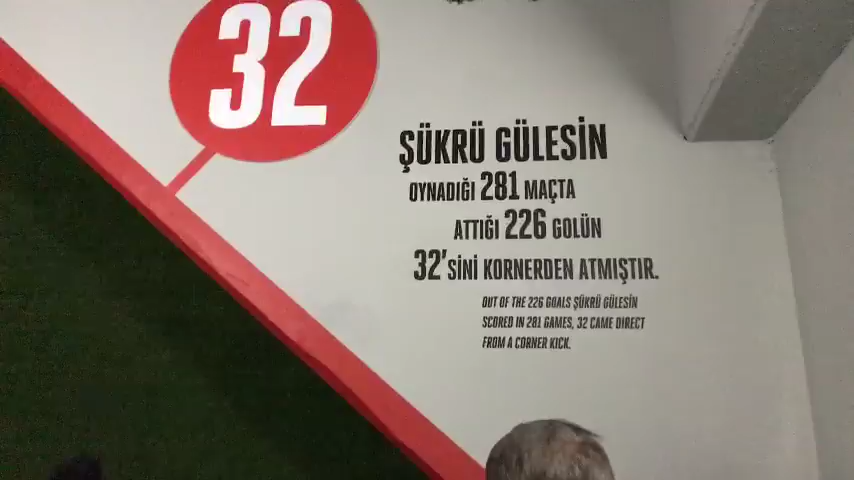 32
ŞÜKRÜ GÜLESİN
OYNADIĞI 281 MAÇTA
ATTIĞI 226 GOLÜN
32'SİNİ KORNERDEN ATMIŞTIR.
OUT OF THE 226 GOALS ŞÜKRÜ GÜLESİN
SCORED IN 281 GAMES, 32 CAME DIRECT
FROM A CORNER KICK.